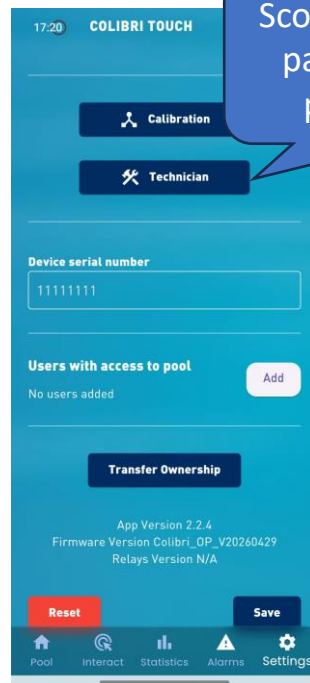 17:20 COLIBRI TOUCH
Calibration
Technician
Device serial number
11111111
Users with access to pool
Add
No users added
Transfer Ownership
App Version 2.2.4
Firmware Version Colibri_OP_V20260429
Relays Version N/A
Reset Save
Pool Interact Statistics Alarms Settings